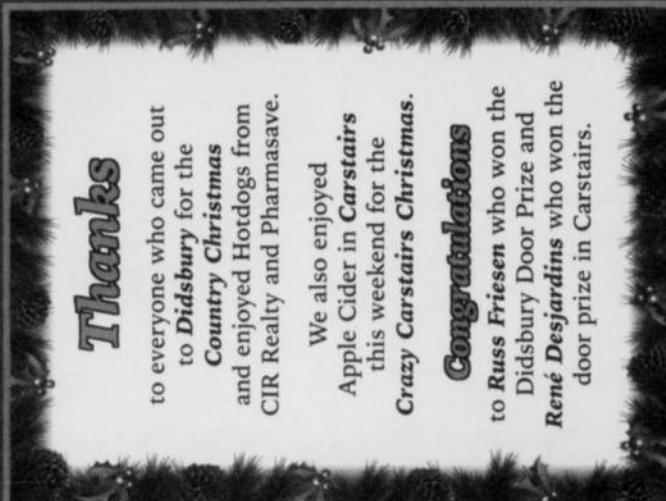 Thanks
to everyone who came out
to Didsbury for the
Country Christmas
and enjoyed Hotdogs from
CIR Realty and Pharmasave.
We also enjoyed
Apple Cider in Carstairs
this weekend for the
Crazy Carstairs Christmas.
Congratulations
to Russ Friesen who won the
Didsbury Door Prize and
René Desjardins who won the
door prize in Carstairs.